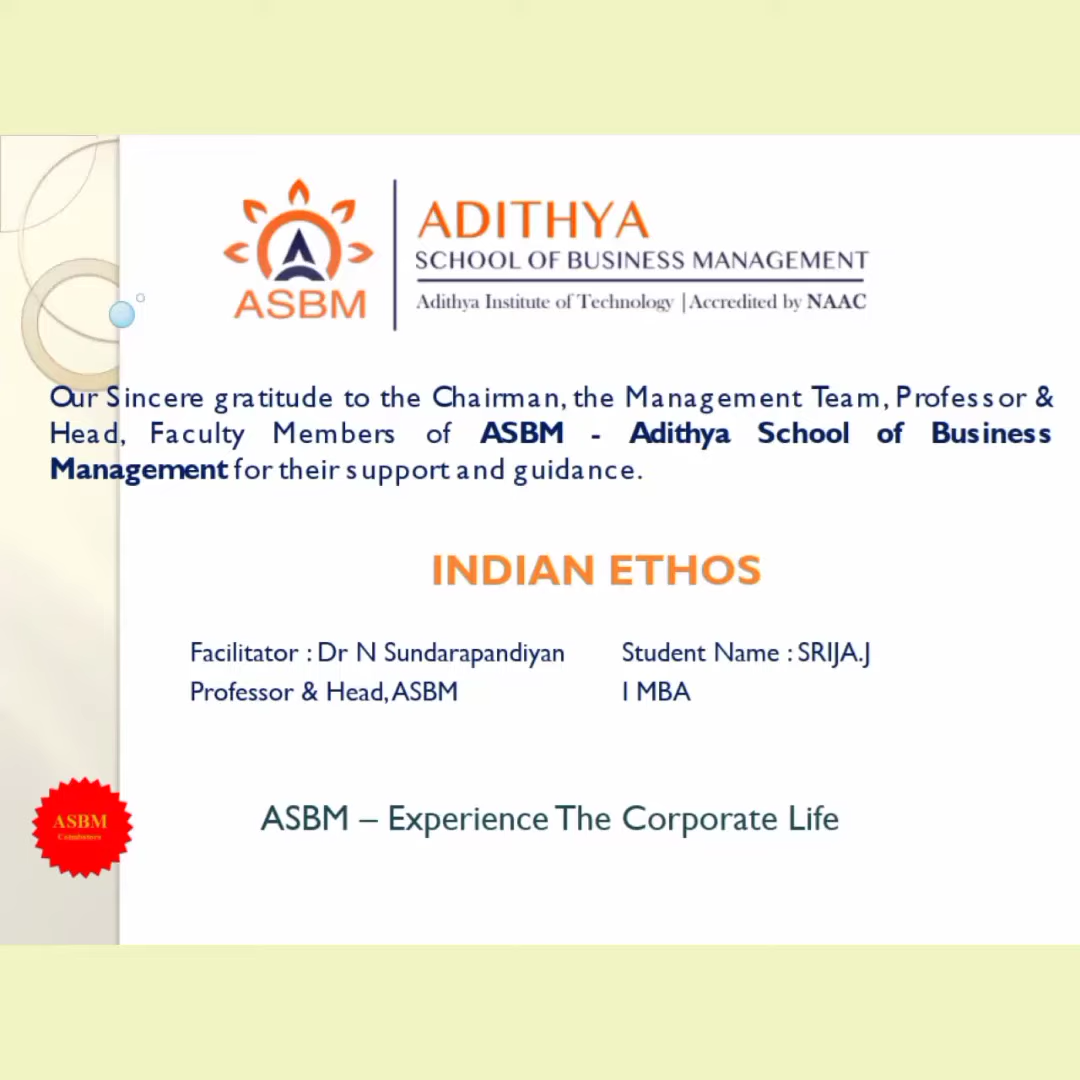 ADITHYA
SCHOOL OF BUSINESS MANAGEMENT
ASBM
Adithya Institute of Technology | Accredited by NAAC
Our Sincere gratitude to the Chairman, the Management Team, Professor &
Head, Faculty Members of ASBM - Adithya School of Business
Management for their support and guidance.
INDIAN ETHOS
Facilitator : Dr N Sundarapandiyan
Professor & Head, ASBM
Student Name : SRIJA.J
I MBA
ASBM
Coimbatore
ASBM – Experience The Corporate Life